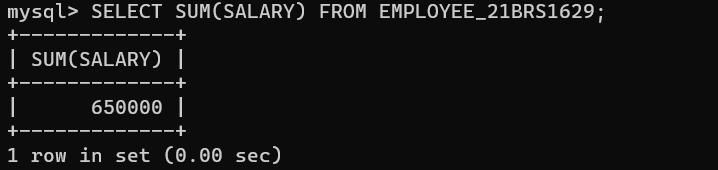 mysql> SELECT SUM(SALARY) FROM EMPLOYEE_21BRS1629;
+-------------+
| SUM(SALARY) |
+-------------+
|      650000 |
+-------------+
1 row in set (0.00 sec)